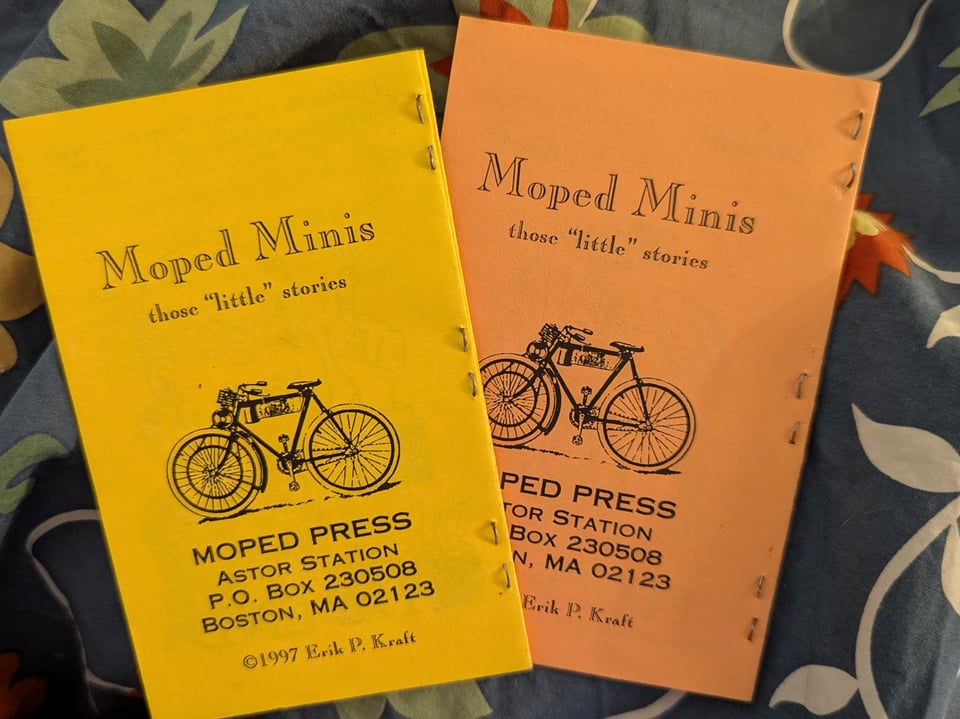 Moped Minis
those "little" stories
MOPED PRESS
ASTOR STATION
P.O. BOX 230508
BOSTON, MA 02123
©1997 Erik P. Kraft
Moped Minis
those "little" stories
PED PRESS
TOR STATION
BOX 230508
N, MA 02123
Erik P. Kraft